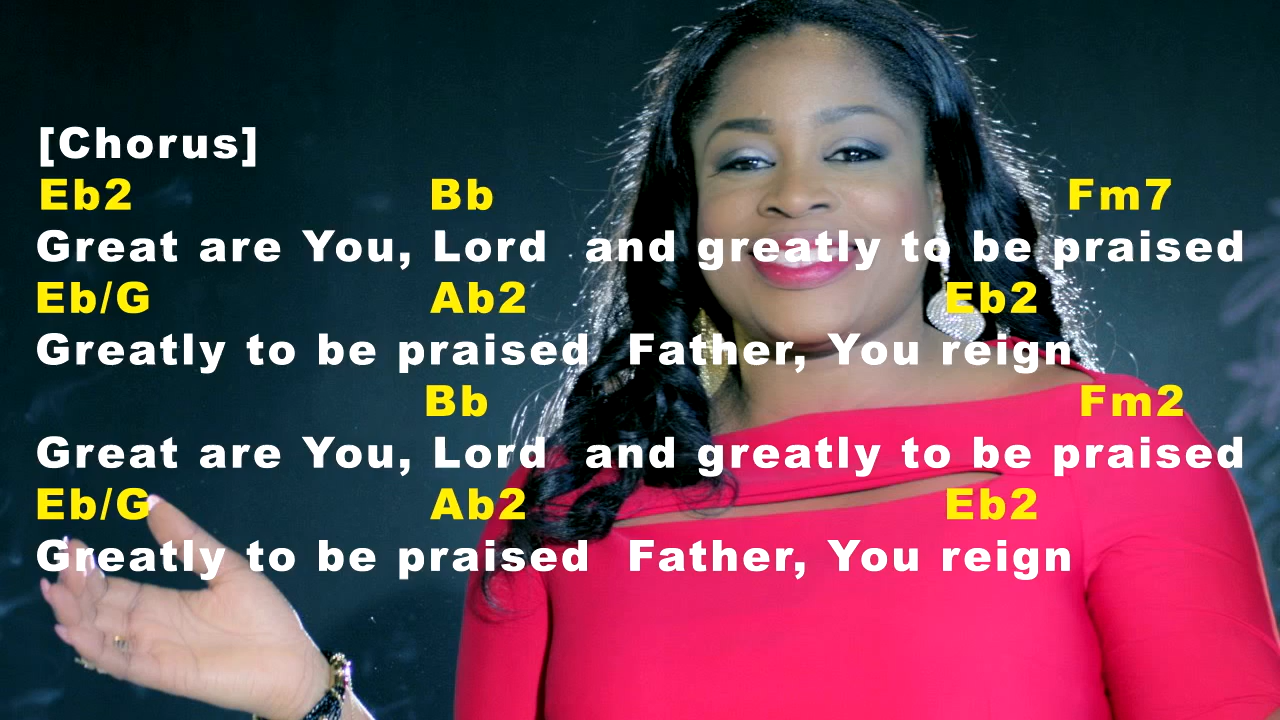 [Chorus]
Eb2 Bb Fm7
Great are You, Lord and greatly to be praised
Eb/G Ab2 Eb2
Greatly to be praised Father, You reign
Bb Fm2
Great are You, Lord and greatly to be praised
Eb/G Ab2 Eb2
Greatly to be praised Father, You reign